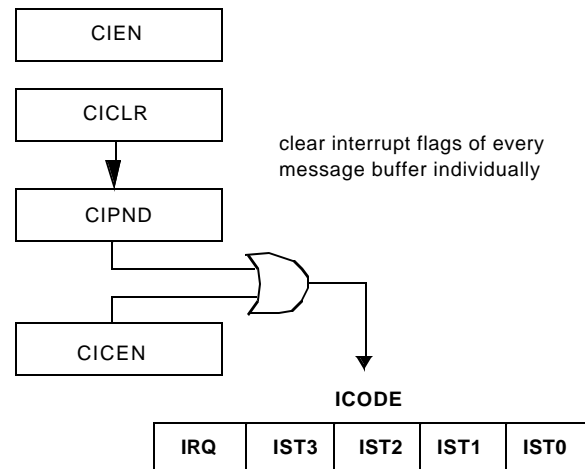 CIEN
CICLR
clear interrupt flags of every
message buffer individually
CIPND
CICEN
ICODE
IRQ IST3 IST2 IST1 IST0